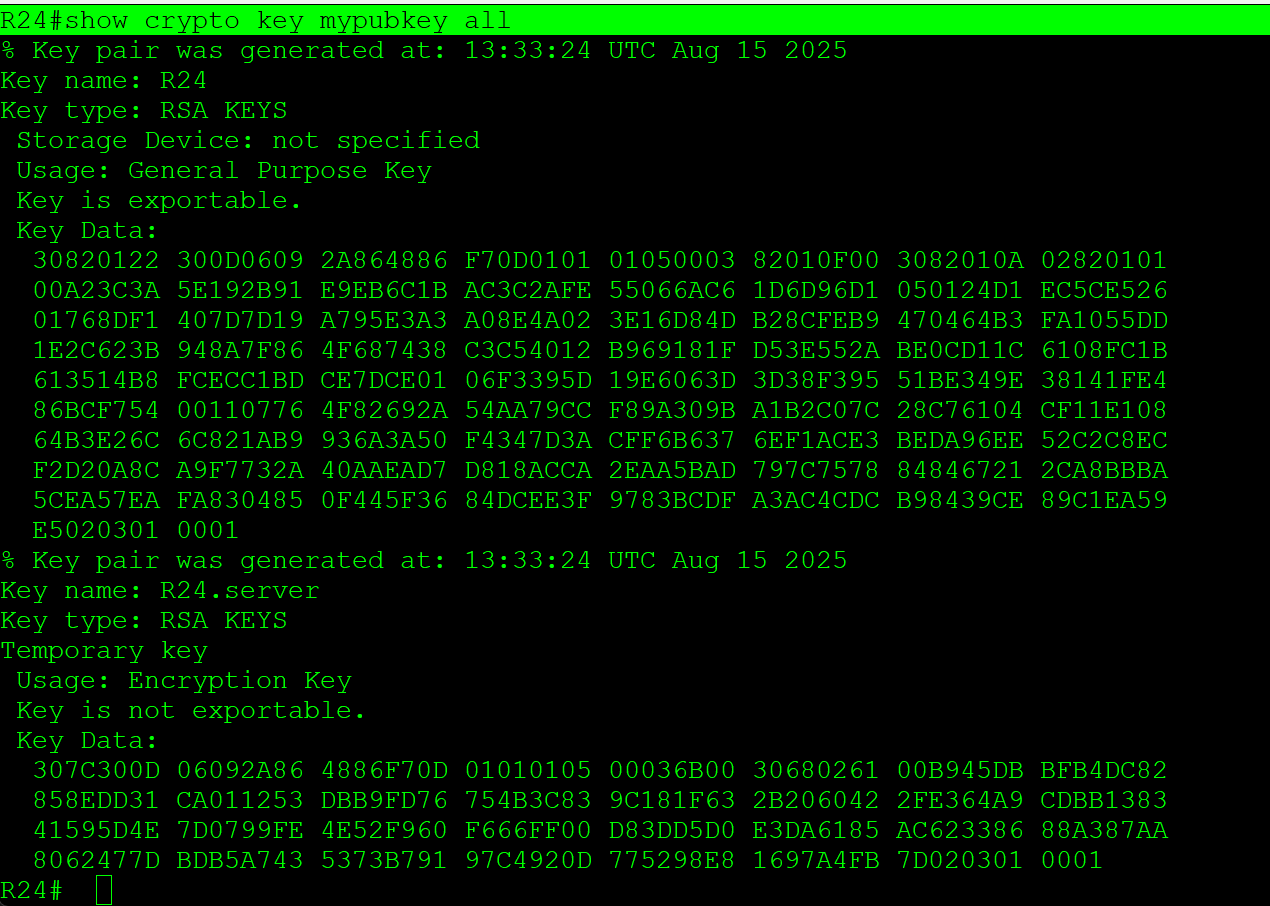 R24#show crypto key mypubkey all
% Key pair was generated at: 13:33:24 UTC Aug 15 2025
Key name: R24
Key type: RSA KEYS
 Storage Device: not specified
 Usage: General Purpose Key
 Key is exportable.
 Key Data:
  30820122 300D0609 2A864886 F70D0101 01050003 82010F00 3082010A 02820101
  00A23C3A 5E192B91 E9EB6C1B AC3C2AFE 55066AC6 1D6D96D1 050124D1 EC5CE526
  01768DF1 407D7D19 A795E3A3 A08E4A02 3E16D84D B28CFEB9 470464B3 FA1055DD
  1E2C623B 948A7F86 4F687438 C3C54012 B969181F D53E552A BE0CD11C 6108FC1B
  613514B8 FCECC1BD CE7DCE01 06F3395D 19E6063D 3D38F395 51BE349E 38141FE4
  86BCF754 00110776 4F82692A 54AA79CC F89A309B A1B2C07C 28C76104 CF11E108
  64B3E26C 6C821AB9 936A3A50 F4347D3A CFF6B637 6EF1ACE3 BEDA96EE 52C2C8EC
  F2D20A8C A9F7732A 40AAEAD7 D818ACCA 2EAA5BAD 797C7578 84846721 2CA8BBBA
  5CEA57EA FA830485 0F445F36 84DCEE3F 9783BCDF A3AC4CDC B98439CE 89C1EA59
  E5020301 0001
% Key pair was generated at: 13:33:24 UTC Aug 15 2025
Key name: R24.server
Key type: RSA KEYS
Temporary key
 Usage: Encryption Key
 Key is not exportable.
 Key Data:
  307C300D 06092A86 4886F70D 01010105 00036B00 30680261 00B945DB BFB4DC82
  858EDD31 CA011253 DBB9FD76 754B3C83 9C181F63 2B206042 2FE364A9 CDBB1383
  41595D4E 7D0799FE 4E52F960 F666FF00 D83DD5D0 E3DA6185 AC623386 88A387AA
  8062477D BDB5A743 5373B791 97C4920D 775298E8 1697A4FB 7D020301 0001
R24#